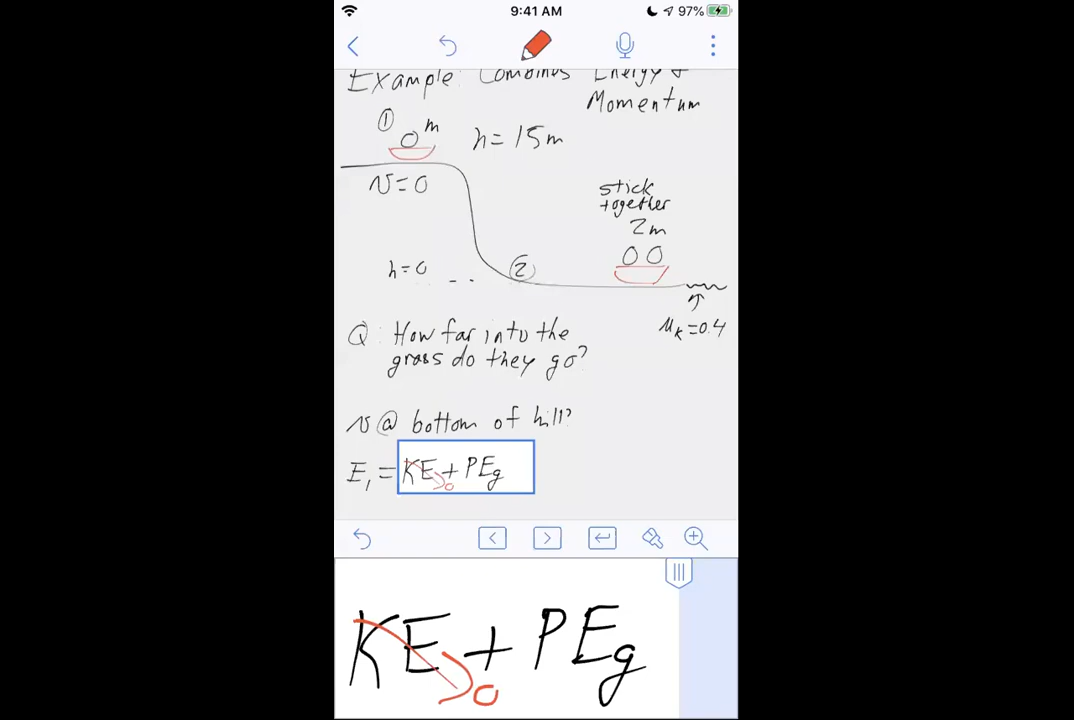 9:41 AM
97%
Example: Combines Energy &
Momentum
① m
h = 15m
v = 0
stick
together
2m
h = 0
②
μk = 0.4
Q: How far into the
grass do they go?
v @ bottom of hill?
E₁ = KE + PEg
0
KE + PEg
0